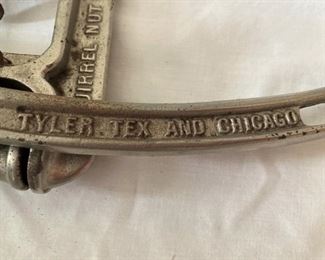 UIRREL NUT
TYLER. TEX AND CHICAGO